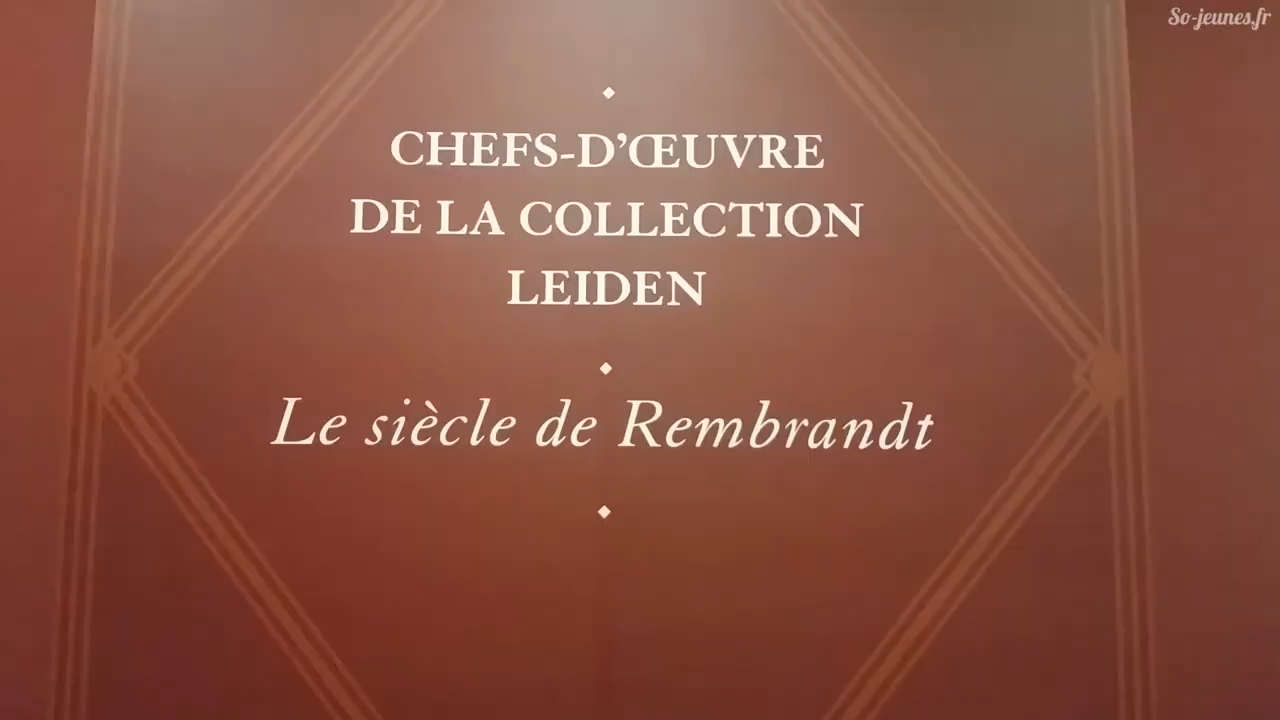 So-jeunes.fr
CHEFS-D’ŒUVRE
DE LA COLLECTION
LEIDEN
Le siècle de Rembrandt